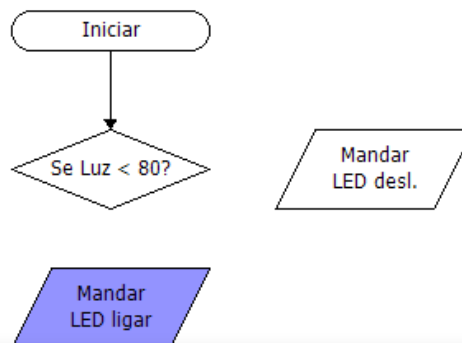 Iniciar
Se Luz < 80?
Mandar
LED desl.
Mandar
LED ligar